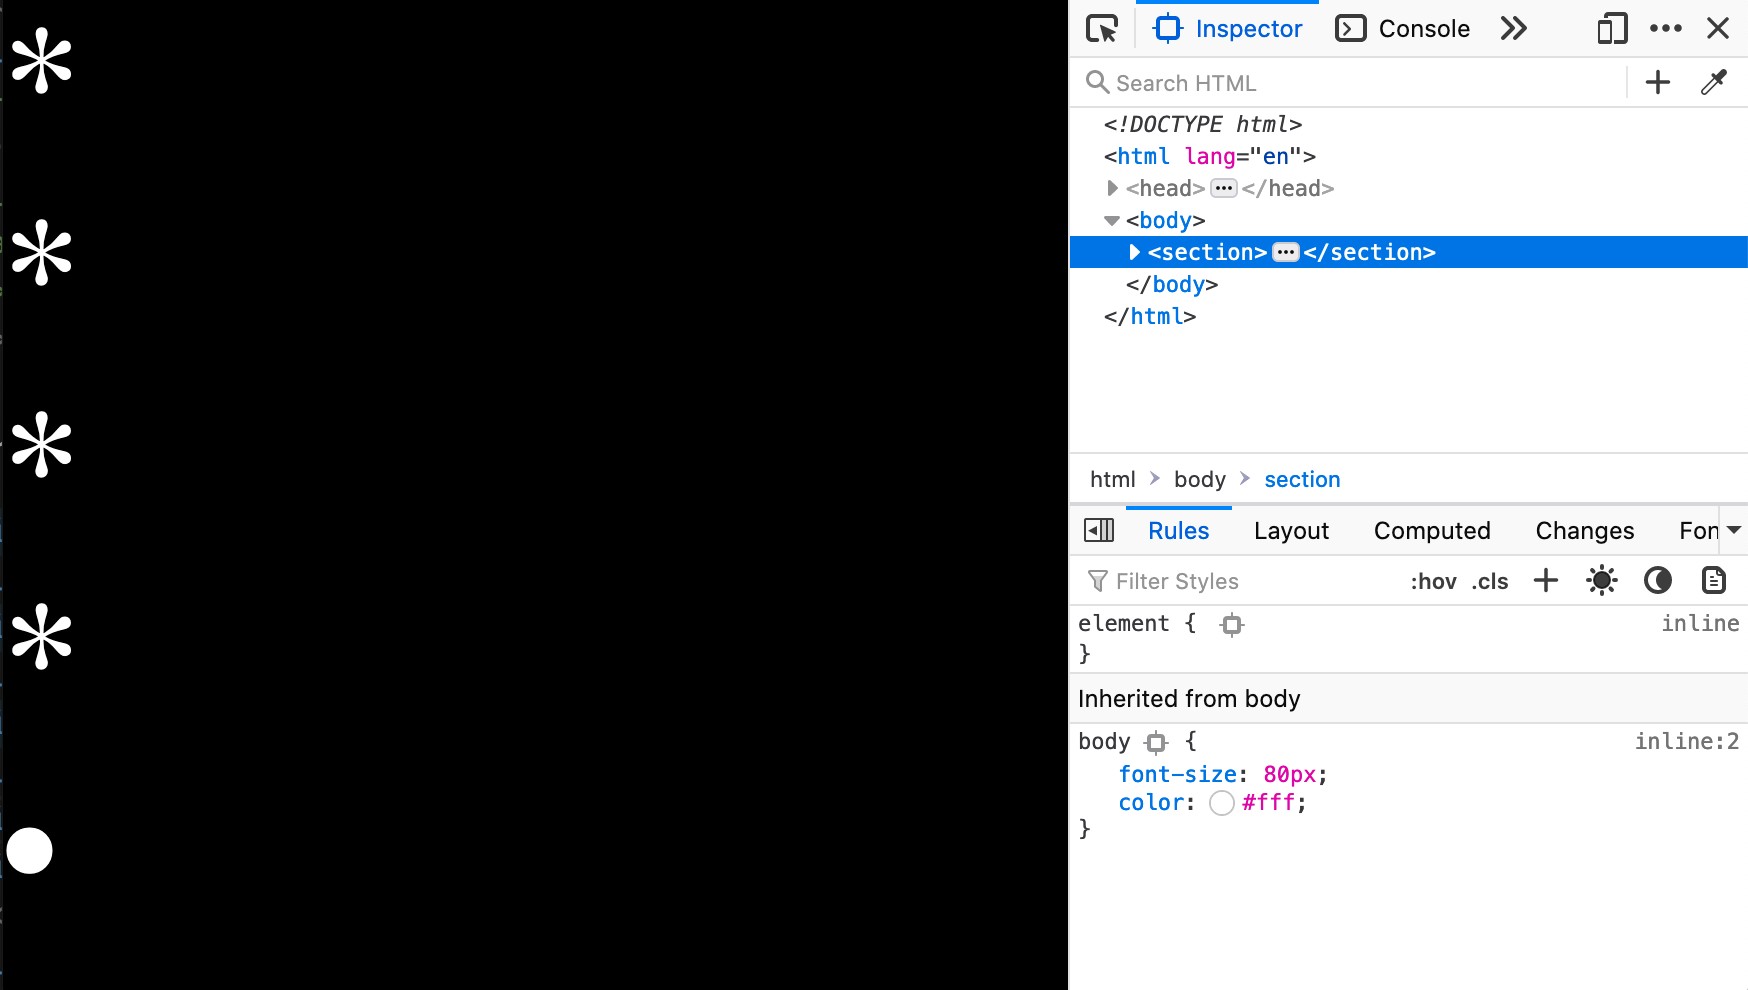 *
*
*
*
●
Inspector
Console
Search HTML
<!DOCTYPE html>
<html lang="en">
<head>···</head>
<body>
<section>···</section>
</body>
</html>
html > body > section
Rules Layout Computed Changes Fon
Filter Styles :hov .cls
element { inline
}
Inherited from body
body { inline:2
font-size: 80px;
color: #fff;
}